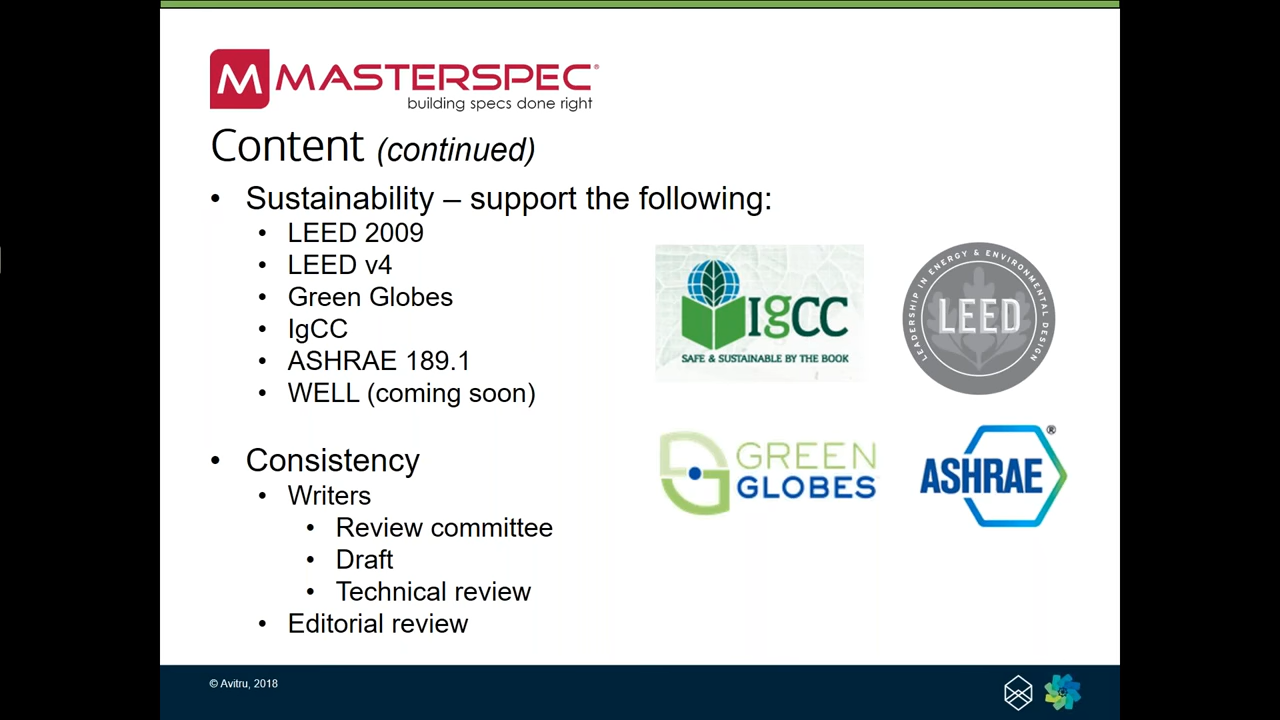 M MASTERSPEC®
building specs done right
Content (continued)
• Sustainability – support the following:
• LEED 2009
• LEED v4
• Green Globes
• IgCC
• ASHRAE 189.1
• WELL (coming soon)
IgCC
SAFE & SUSTAINABLE BY THE BOOK
LEADERSHIP IN ENERGY & ENVIRONMENTAL DESIGN
LEED
GREEN
GLOBES
ASHRAE®
• Consistency
• Writers
• Review committee
• Draft
• Technical review
• Editorial review
© Avitru, 2018